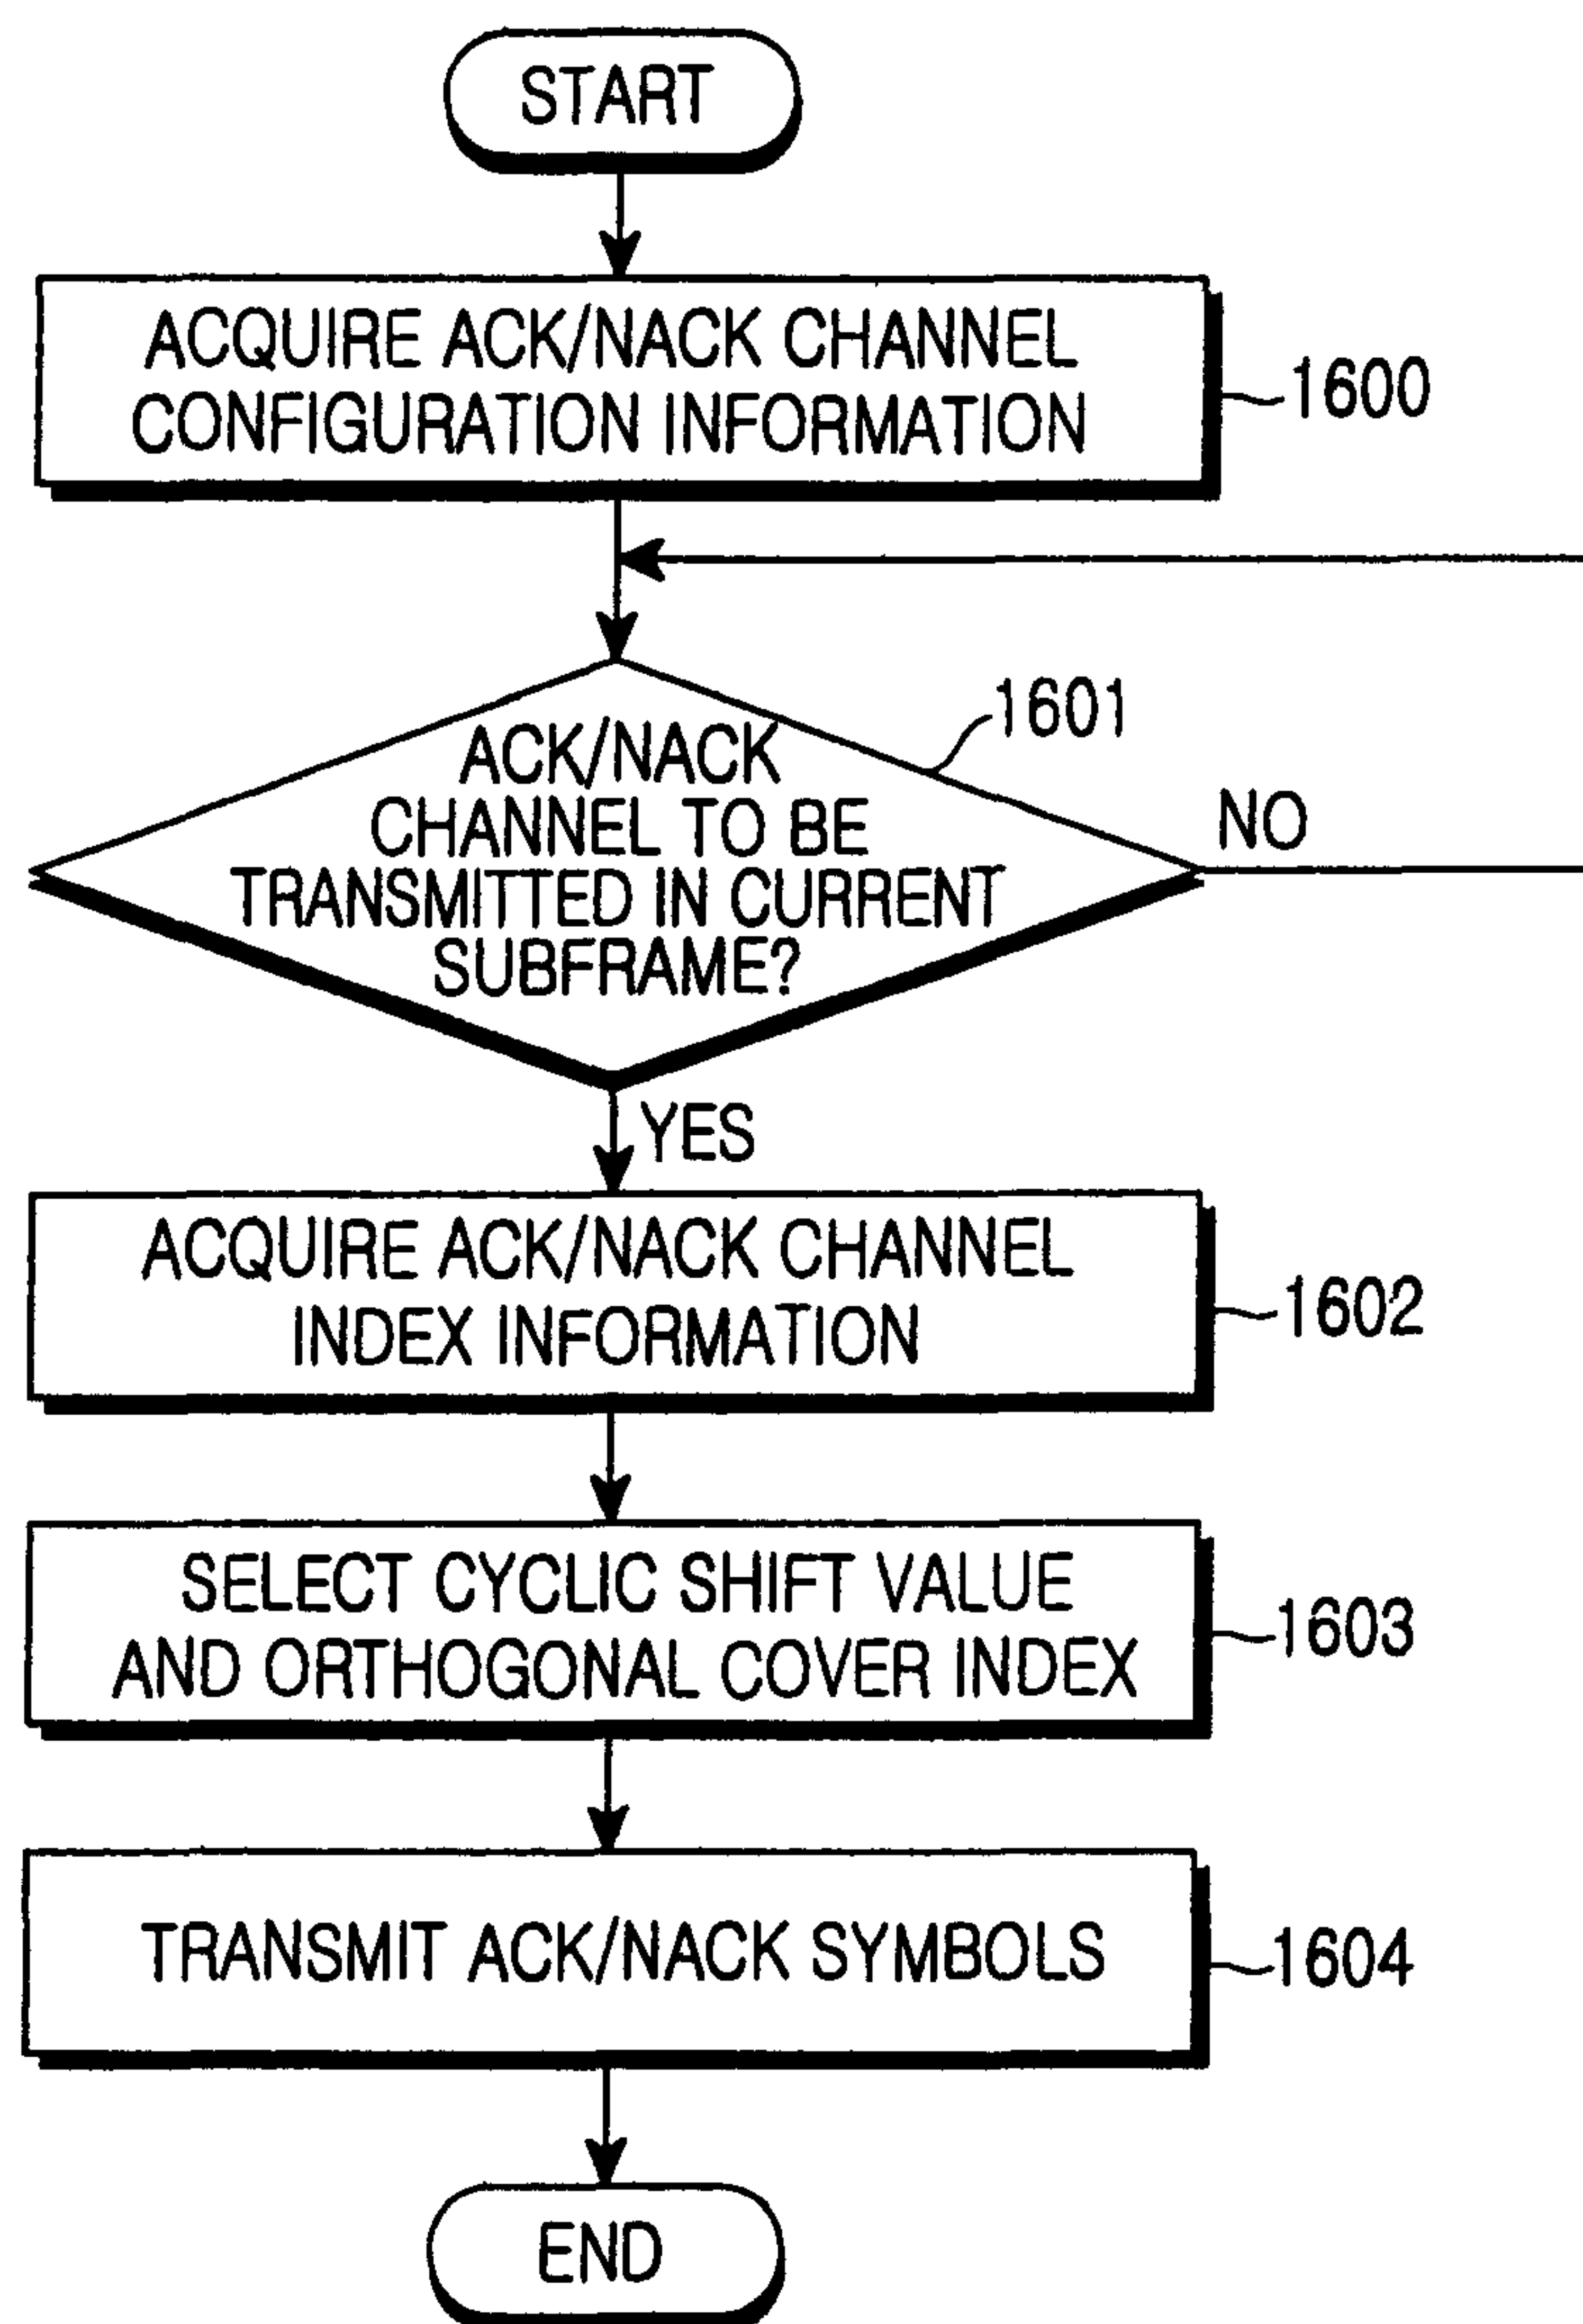 START
ACQUIRE ACK/NACK CHANNEL
CONFIGURATION INFORMATION
1600
1601
ACK/NACK
CHANNEL TO BE
TRANSMITTED IN CURRENT
SUBFRAME?
NO
YES
ACQUIRE ACK/NACK CHANNEL
INDEX INFORMATION
1602
SELECT CYCLIC SHIFT VALUE
AND ORTHOGONAL COVER INDEX
1603
TRANSMIT ACK/NACK SYMBOLS
1604
END